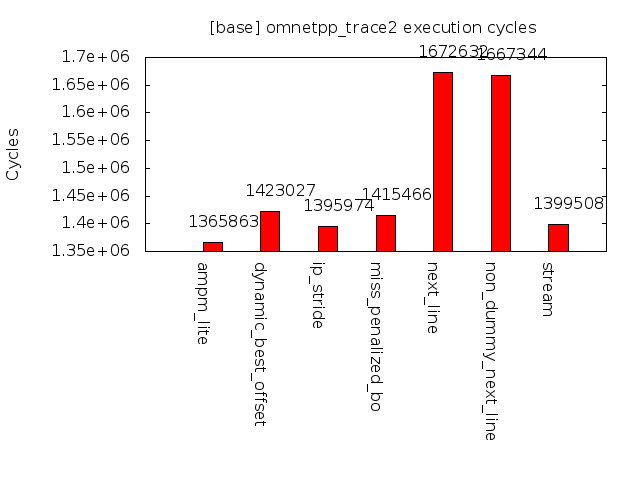 [base] omnetpp_trace2 execution cycles
Cycles
1.7e+06
1.65e+06
1.6e+06
1.55e+06
1.5e+06
1.45e+06
1.4e+06
1.35e+06
1365863
1423027
1395974
1415466
1672632
1667344
1399508
ampm_lite
dynamic_best_offset
ip_stride
miss_penalized_bo
next_line
non_dummy_next_line
stream